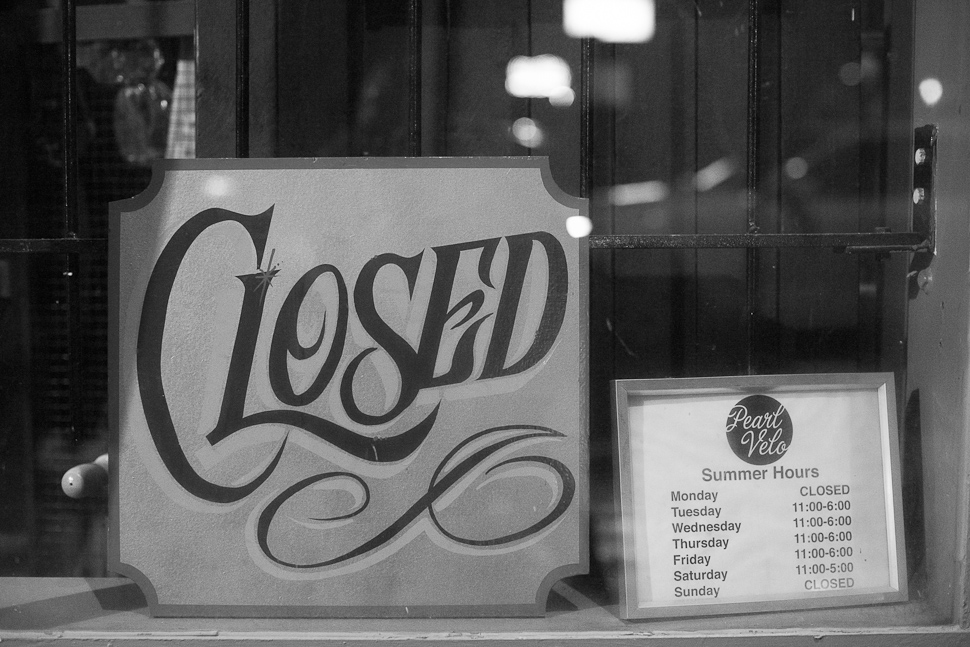 CLOSED
Pearl
Velo
Summer Hours
Monday CLOSED
Tuesday 11:00-6:00
Wednesday 11:00-6:00
Thursday 11:00-6:00
Friday 11:00-6:00
Saturday 11:00-5:00
Sunday CLOSED